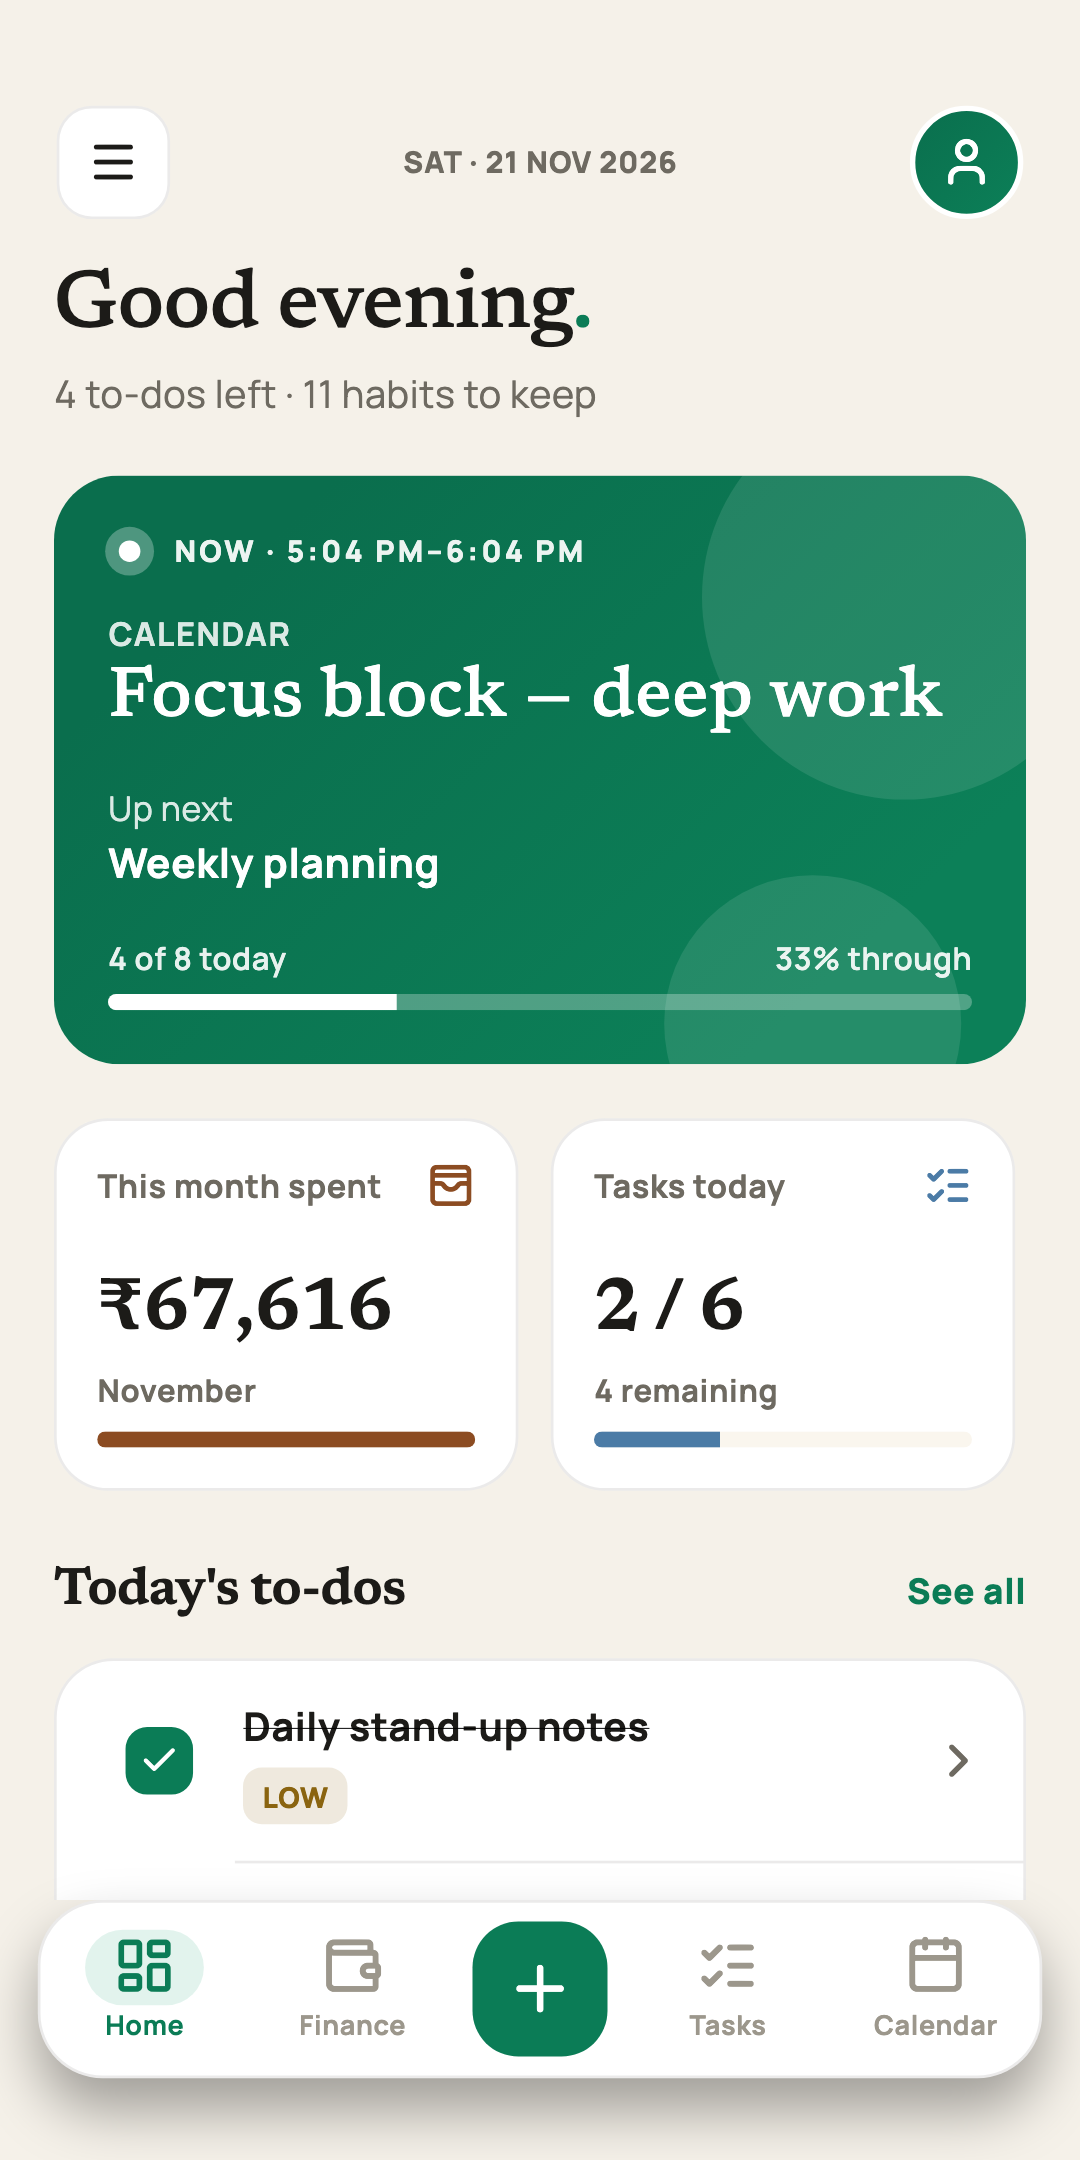 SAT · 21 NOV 2026
Good evening.
4 to-dos left · 11 habits to keep
NOW · 5:04 PM–6:04 PM
CALENDAR
Focus block — deep work
Up next
Weekly planning
4 of 8 today
33% through
This month spent
₹67,616
November
Tasks today
2 / 6
4 remaining
Today's to-dos
See all
Daily stand-up notes
LOW
Home
Finance
Tasks
Calendar